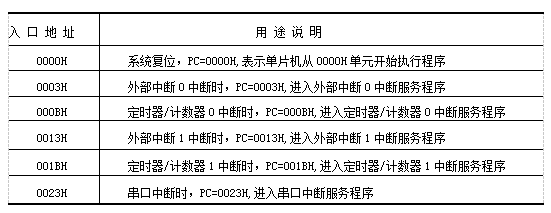 入 口 地 址 用 途 说 明
0000H 系统复位，PC=0000H,表示单片机从 0000H 单元开始执行程序
0003H 外部中断 0 中断时，PC=0003H,进入外部中断 0 中断服务程序
000BH 定时器/计数器 0 中断时，PC=000BH,进入定时器/计数器 0 中断服务程序
0013H 外部中断 1 中断时，PC=0013H,进入外部中断 1 中断服务程序
001BH 定时器/计数器 1 中断时，PC=001BH,进入定时器/计数器 1 中断服务程序
0023H 串口中断时，PC=0023H,进入串口中断服务程序